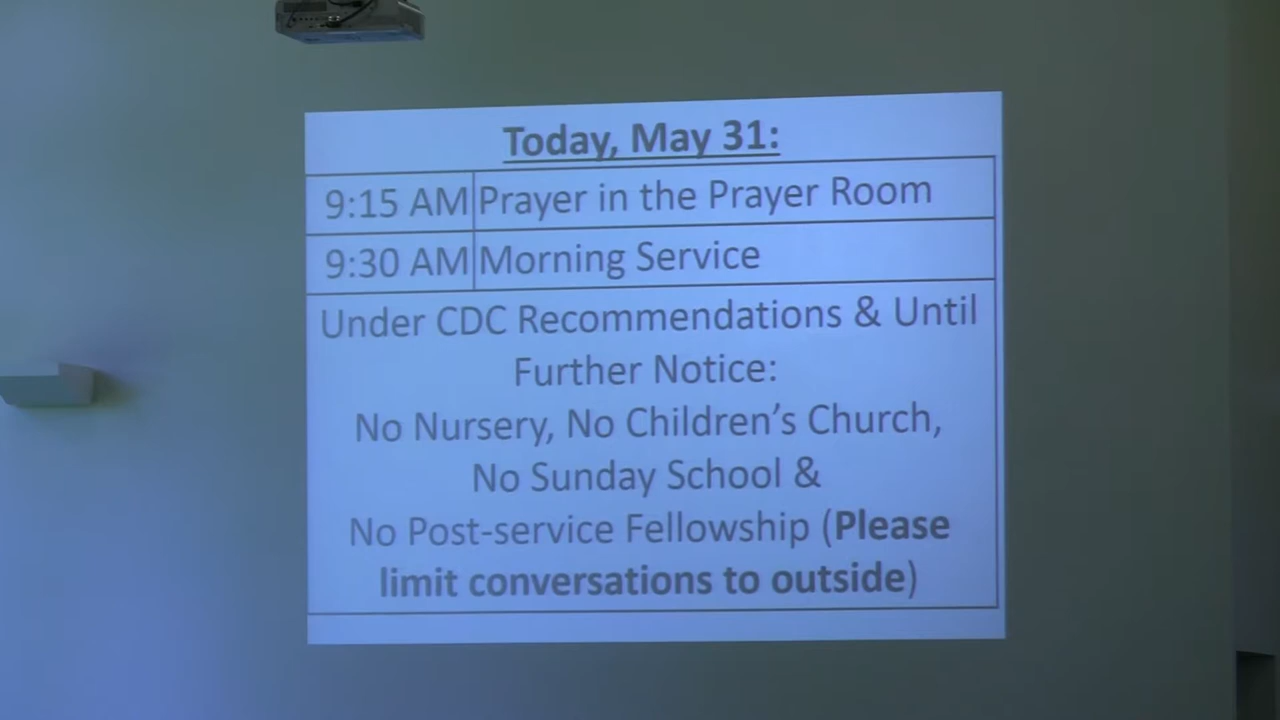 Today, May 31:
9:15 AM Prayer in the Prayer Room
9:30 AM Morning Service
Under CDC Recommendations & Until
Further Notice:
No Nursery, No Children’s Church,
No Sunday School &
No Post-service Fellowship (Please
limit conversations to outside)